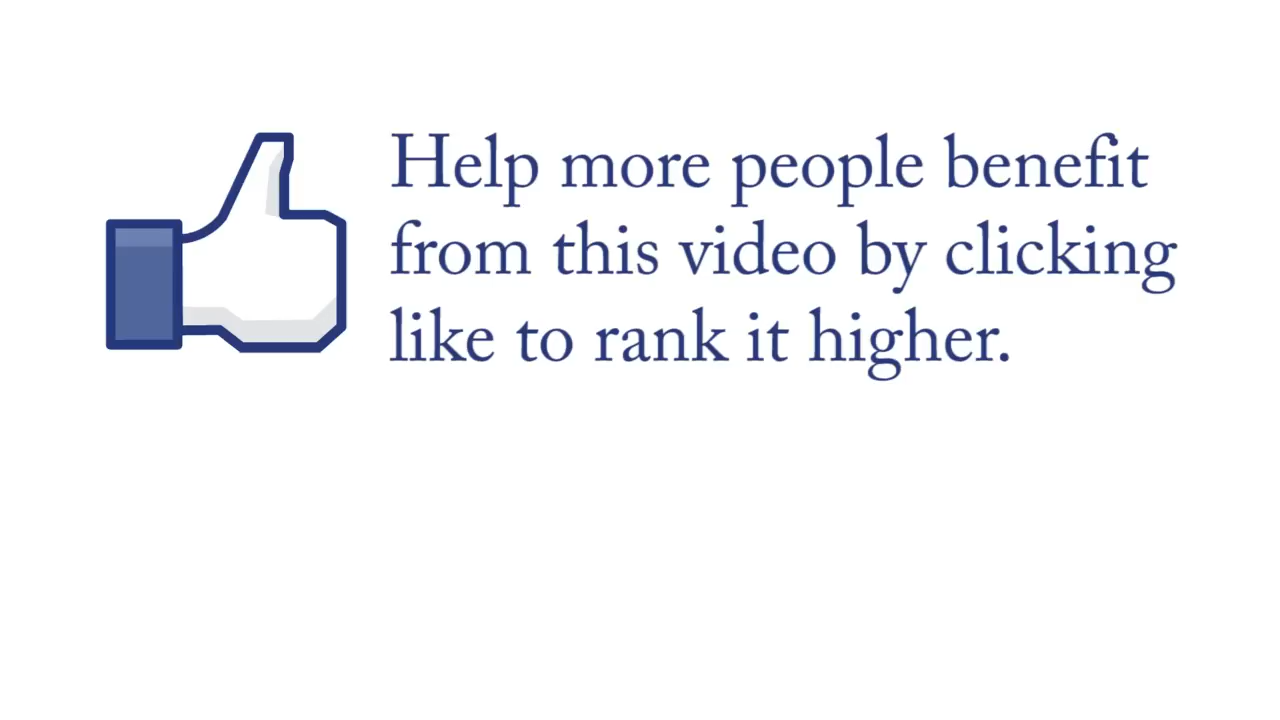 Help more people benefit
from this video by clicking
like to rank it higher.